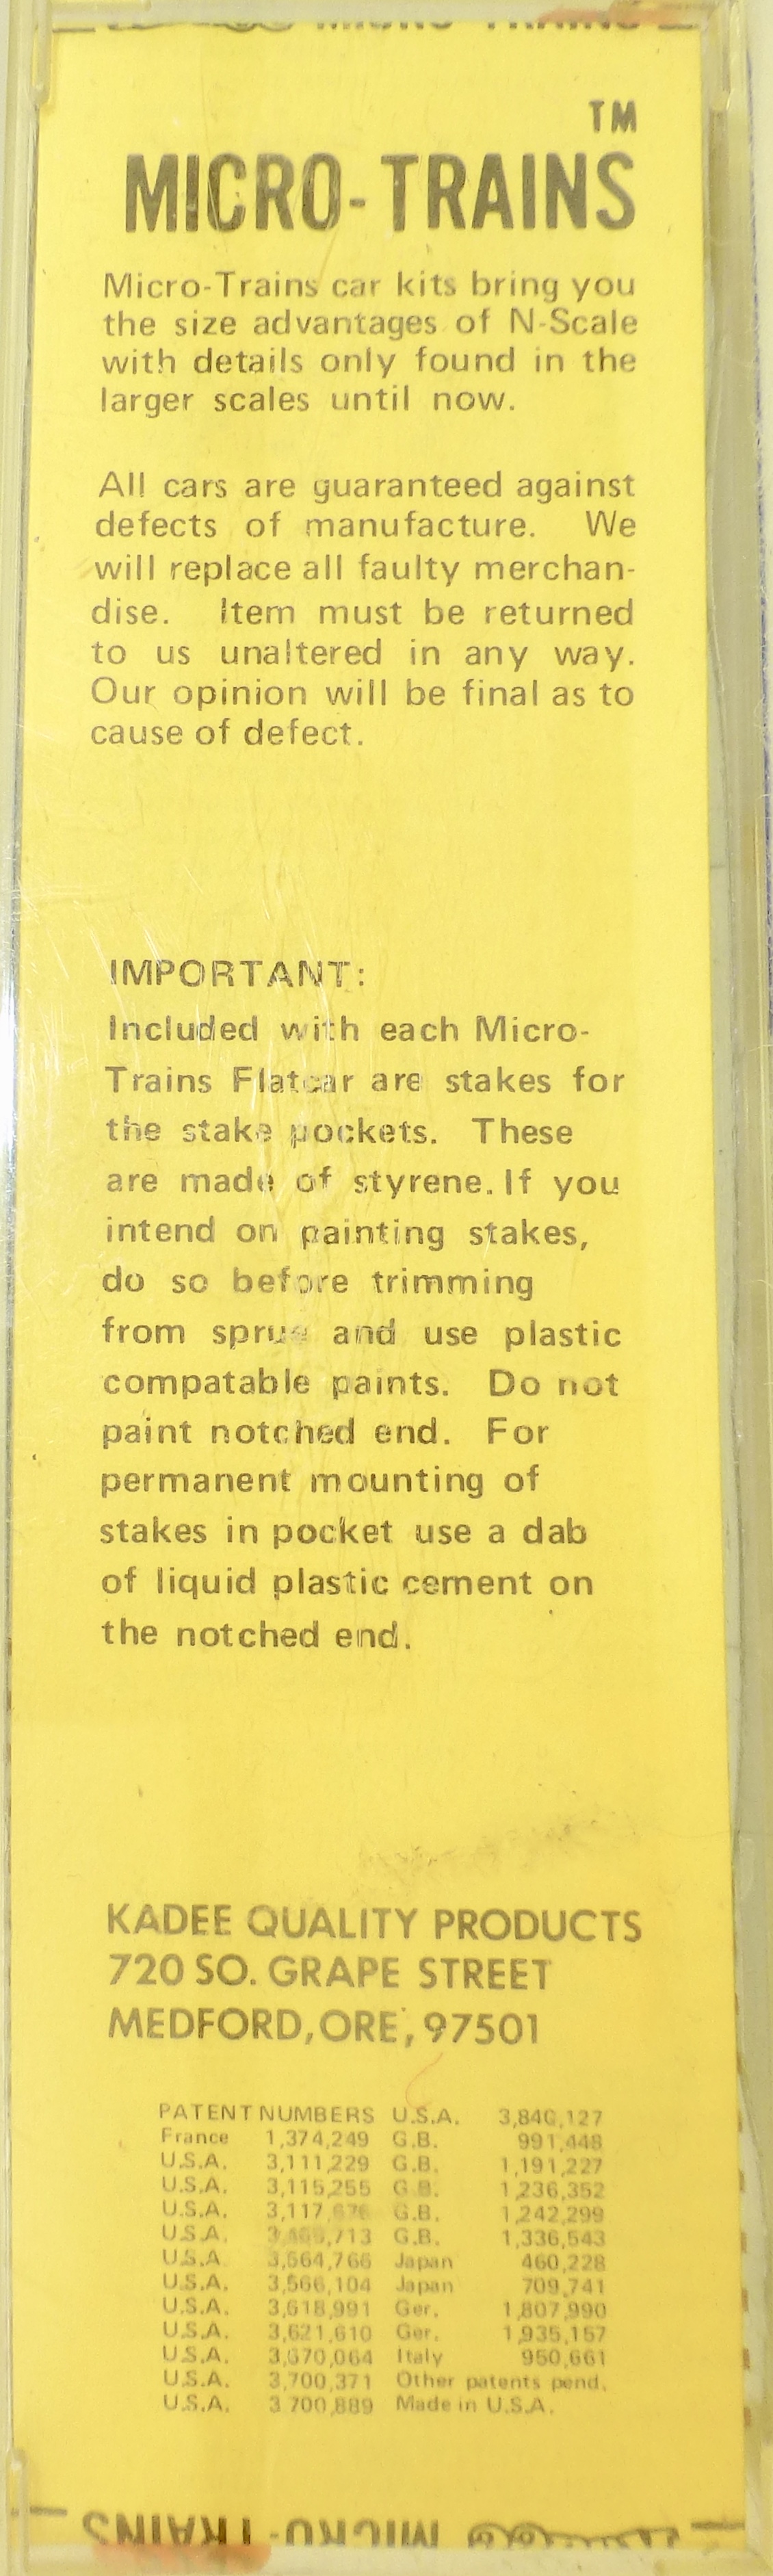 TM
MICRO-TRAINS
Micro-Trains car kits bring you
the size advantages of N-Scale
with details only found in the
larger scales until now.
All cars are guaranteed against
defects of manufacture. We
will replace all faulty merchan-
dise. Item must be returned
to us unaltered in any way.
Our opinion will be final as to
cause of defect.
IMPORTANT:
Included with each Micro-
Trains Flatcar are stakes for
the stake pockets. These
are made of styrene. If you
intend on painting stakes,
do so before trimming
from sprue and use plastic
compatable paints. Do not
paint notched end. For
permanent mounting of
stakes in pocket use a dab
of liquid plastic cement on
the notched end.
KADEE QUALITY PRODUCTS
720 SO. GRAPE STREET
MEDFORD, ORE, 97501
PATENT NUMBERS U.S.A. 3,840,127
France 1,374,249 G.B. 991,448
U.S.A. 3,111,229 G.B. 1,191,227
U.S.A. 3,115,255 G.B. 1,236,352
U.S.A. G.B. 1,242,299
U.S.A. G.B. 1,336,543
U.S.A. 3,564,766 Japan 460,228
U.S.A. 3,566,104 Japan 709,741
U.S.A. 3,618,991 Ger. 1,807,990
U.S.A. 3,621,610 Ger. 1,935,157
U.S.A. 3,670,064 Italy 950,661
U.S.A. 3,700,371 Other patents pend.
U.S.A. 3 700,889 Made in U.S.A.
MICRO-TRAINS